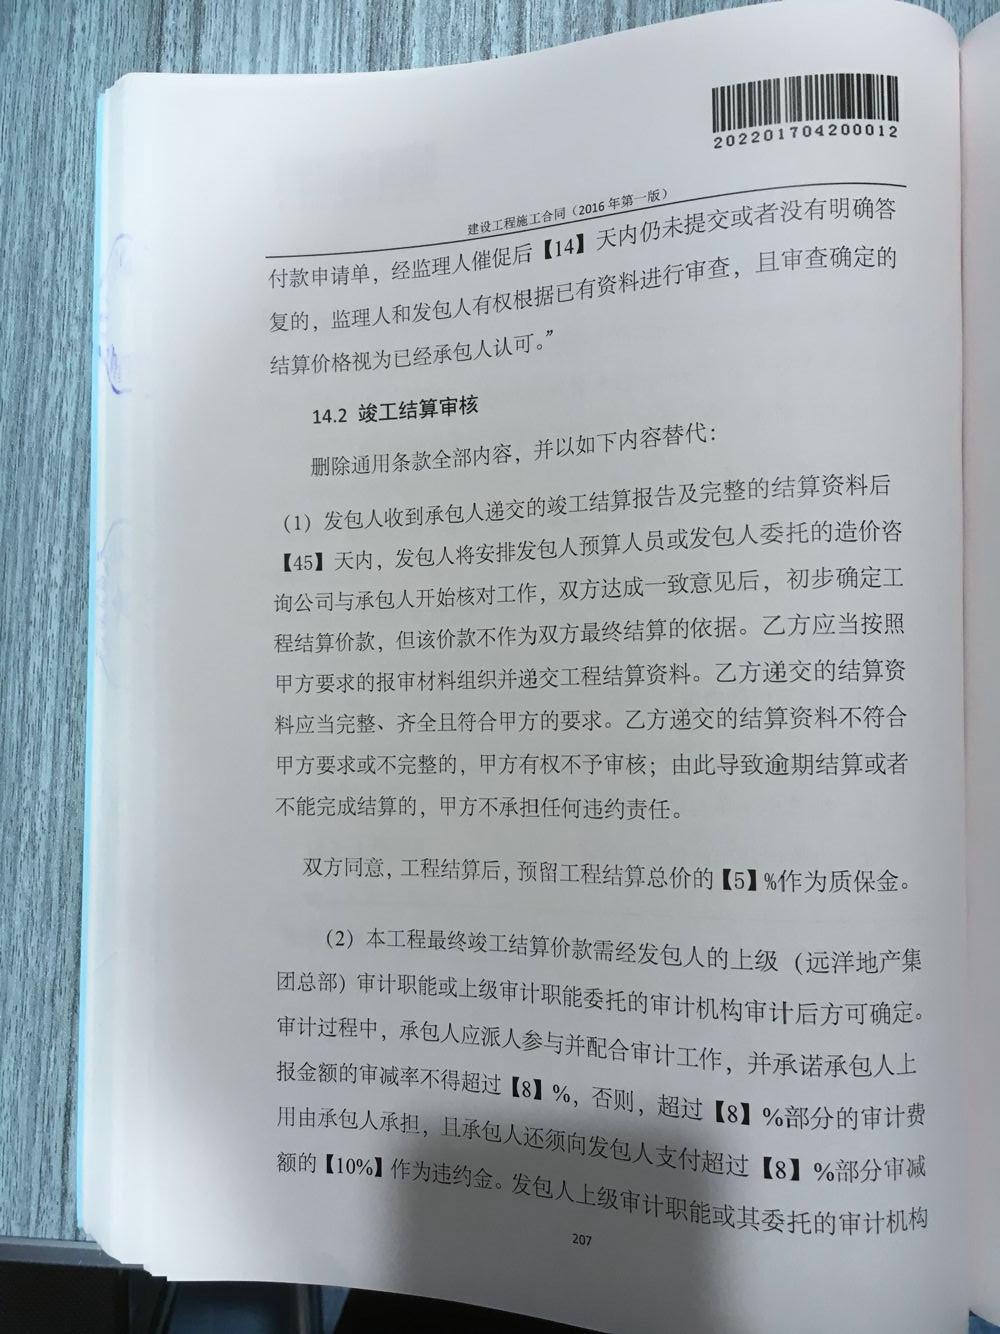 202201704200012
建设工程施工合同（2016 年第一版）
付款申请单，经监理人催促后【14】天内仍未提交或者没有明确答
复的，监理人和发包人有权根据已有资料进行审查，且审查确定的
结算价格视为已经承包人认可。”
14.2 竣工结算审核
删除通用条款全部内容，并以如下内容替代：
（1）发包人收到承包人递交的竣工结算报告及完整的结算资料后
【45】天内，发包人将安排发包人预算人员或发包人委托的造价咨
询公司与承包人开始核对工作，双方达成一致意见后，初步确定工
程结算价款，但该价款不作为双方最终结算的依据。乙方应当按照
甲方要求的报审材料组织并递交工程结算资料。乙方递交的结算资
料应当完整、齐全且符合甲方的要求。乙方递交的结算资料不符合
甲方要求或不完整的，甲方有权不予审核；由此导致逾期结算或者
不能完成结算的，甲方不承担任何违约责任。
双方同意，工程结算后，预留工程结算总价的【5】%作为质保金。
（2）本工程最终竣工结算价款需经发包人的上级（远洋地产集
团总部）审计职能或上级审计职能委托的审计机构审计后方可确定。
审计过程中，承包人应派人参与并配合审计工作，并承诺承包人上
报金额的审减率不得超过【8】%，否则，超过【8】%部分的审计费
用由承包人承担，且承包人还须向发包人支付超过【8】%部分审减
额的【10%】作为违约金。发包人上级审计职能或其委托的审计机构
207